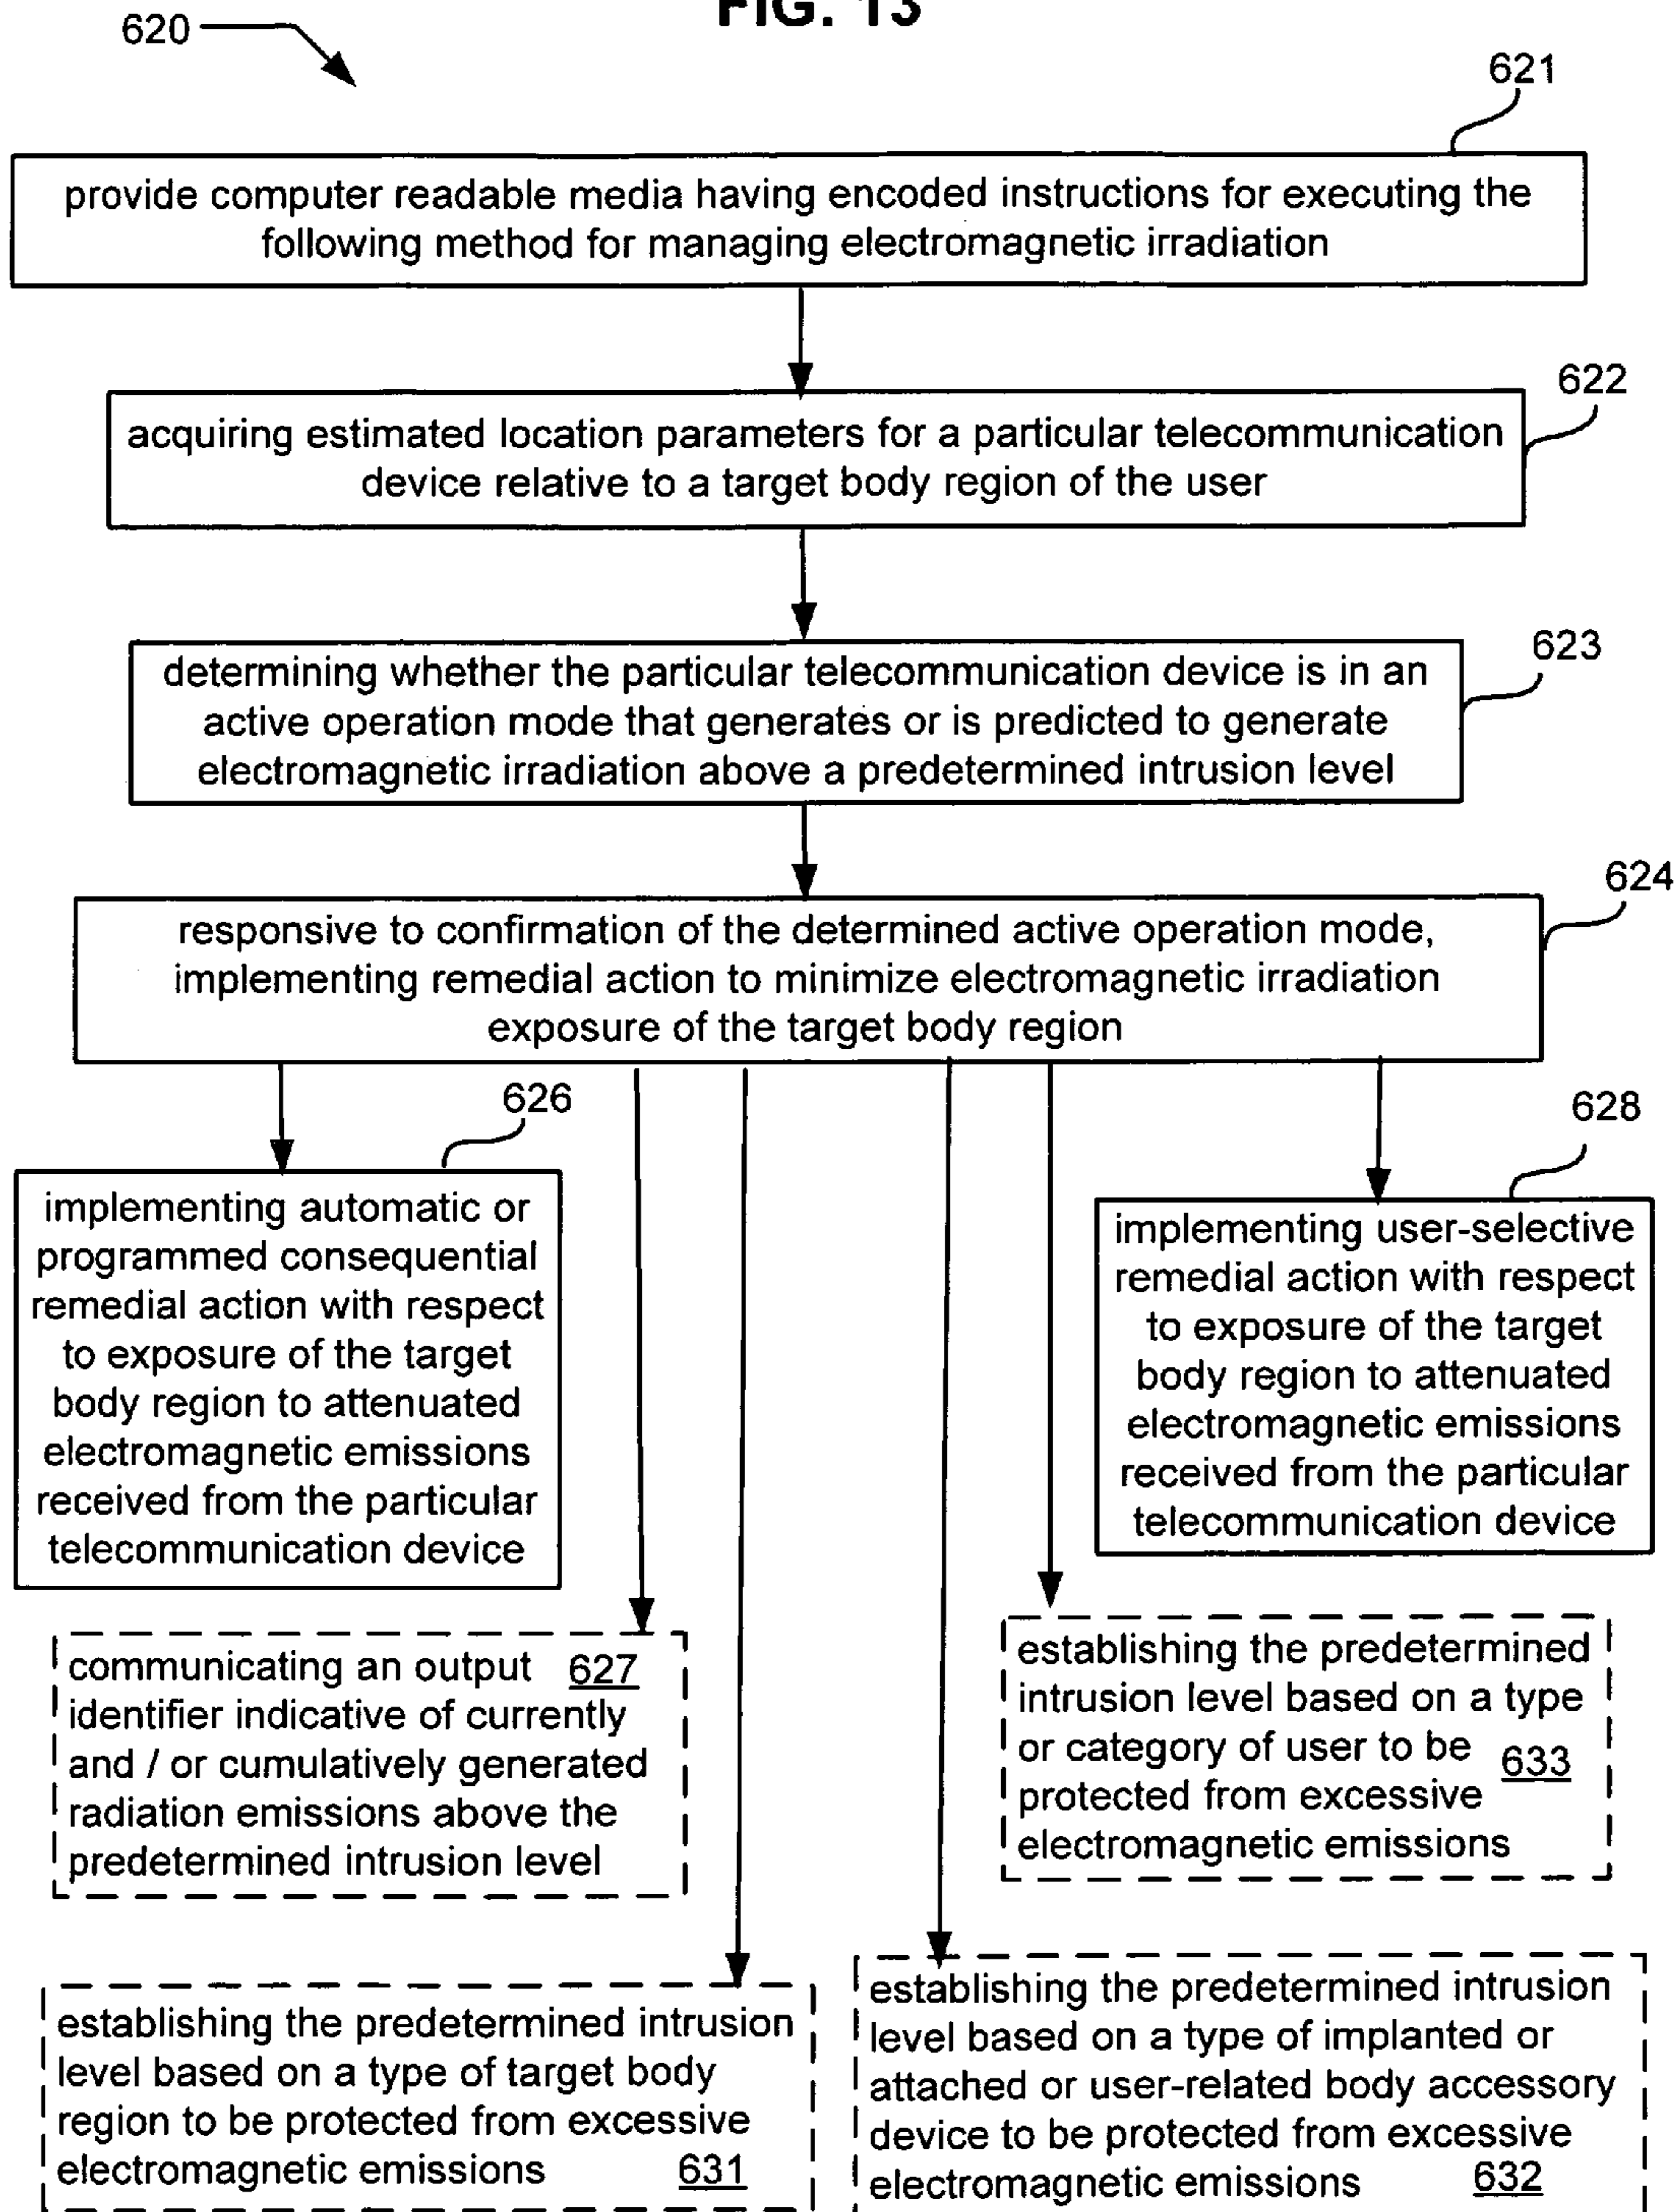 FIG. 13
620
621
provide computer readable media having encoded instructions for executing the
following method for managing electromagnetic irradiation
622
acquiring estimated location parameters for a particular telecommunication
device relative to a target body region of the user
623
determining whether the particular telecommunication device is in an
active operation mode that generates or is predicted to generate
electromagnetic irradiation above a predetermined intrusion level
624
responsive to confirmation of the determined active operation mode,
implementing remedial action to minimize electromagnetic irradiation
exposure of the target body region
626
implementing automatic or
programmed consequential
remedial action with respect
to exposure of the target
body region to attenuated
electromagnetic emissions
received from the particular
telecommunication device
628
implementing user-selective
remedial action with respect
to exposure of the target
body region to attenuated
electromagnetic emissions
received from the particular
telecommunication device
communicating an output 627
identifier indicative of currently
and / or cumulatively generated
radiation emissions above the
predetermined intrusion level
establishing the predetermined
intrusion level based on a type
or category of user to be 633
protected from excessive
electromagnetic emissions
establishing the predetermined intrusion
level based on a type of target body
region to be protected from excessive
electromagnetic emissions 631
establishing the predetermined intrusion
level based on a type of implanted or
attached or user-related body accessory
device to be protected from excessive
electromagnetic emissions 632